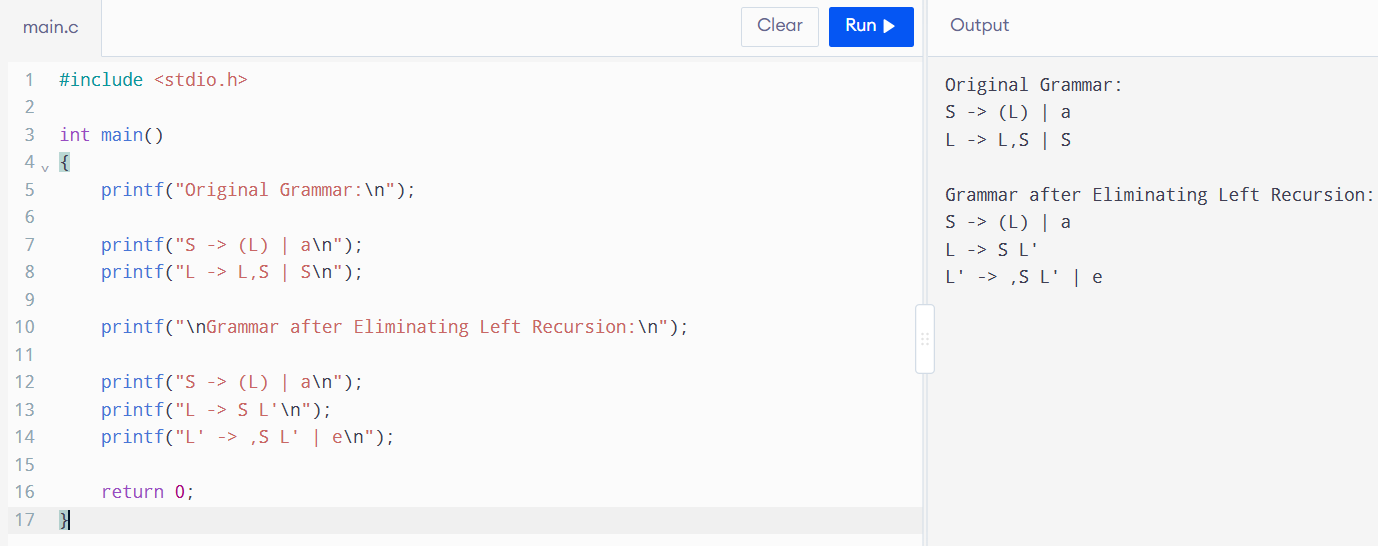 main.c
Clear
Run
Output
1 #include <stdio.h>
2
3 int main()
4 {
5     printf("Original Grammar:\n");
6
7     printf("S -> (L) | a\n");
8     printf("L -> L,S | S\n");
9
10     printf("\nGrammar after Eliminating Left Recursion:\n");
11
12     printf("S -> (L) | a\n");
13     printf("L -> S L'\n");
14     printf("L' -> ,S L' | e\n");
15
16     return 0;
17 }
Original Grammar:
S -> (L) | a
L -> L,S | S
Grammar after Eliminating Left Recursion:
S -> (L) | a
L -> S L'
L' -> ,S L' | e